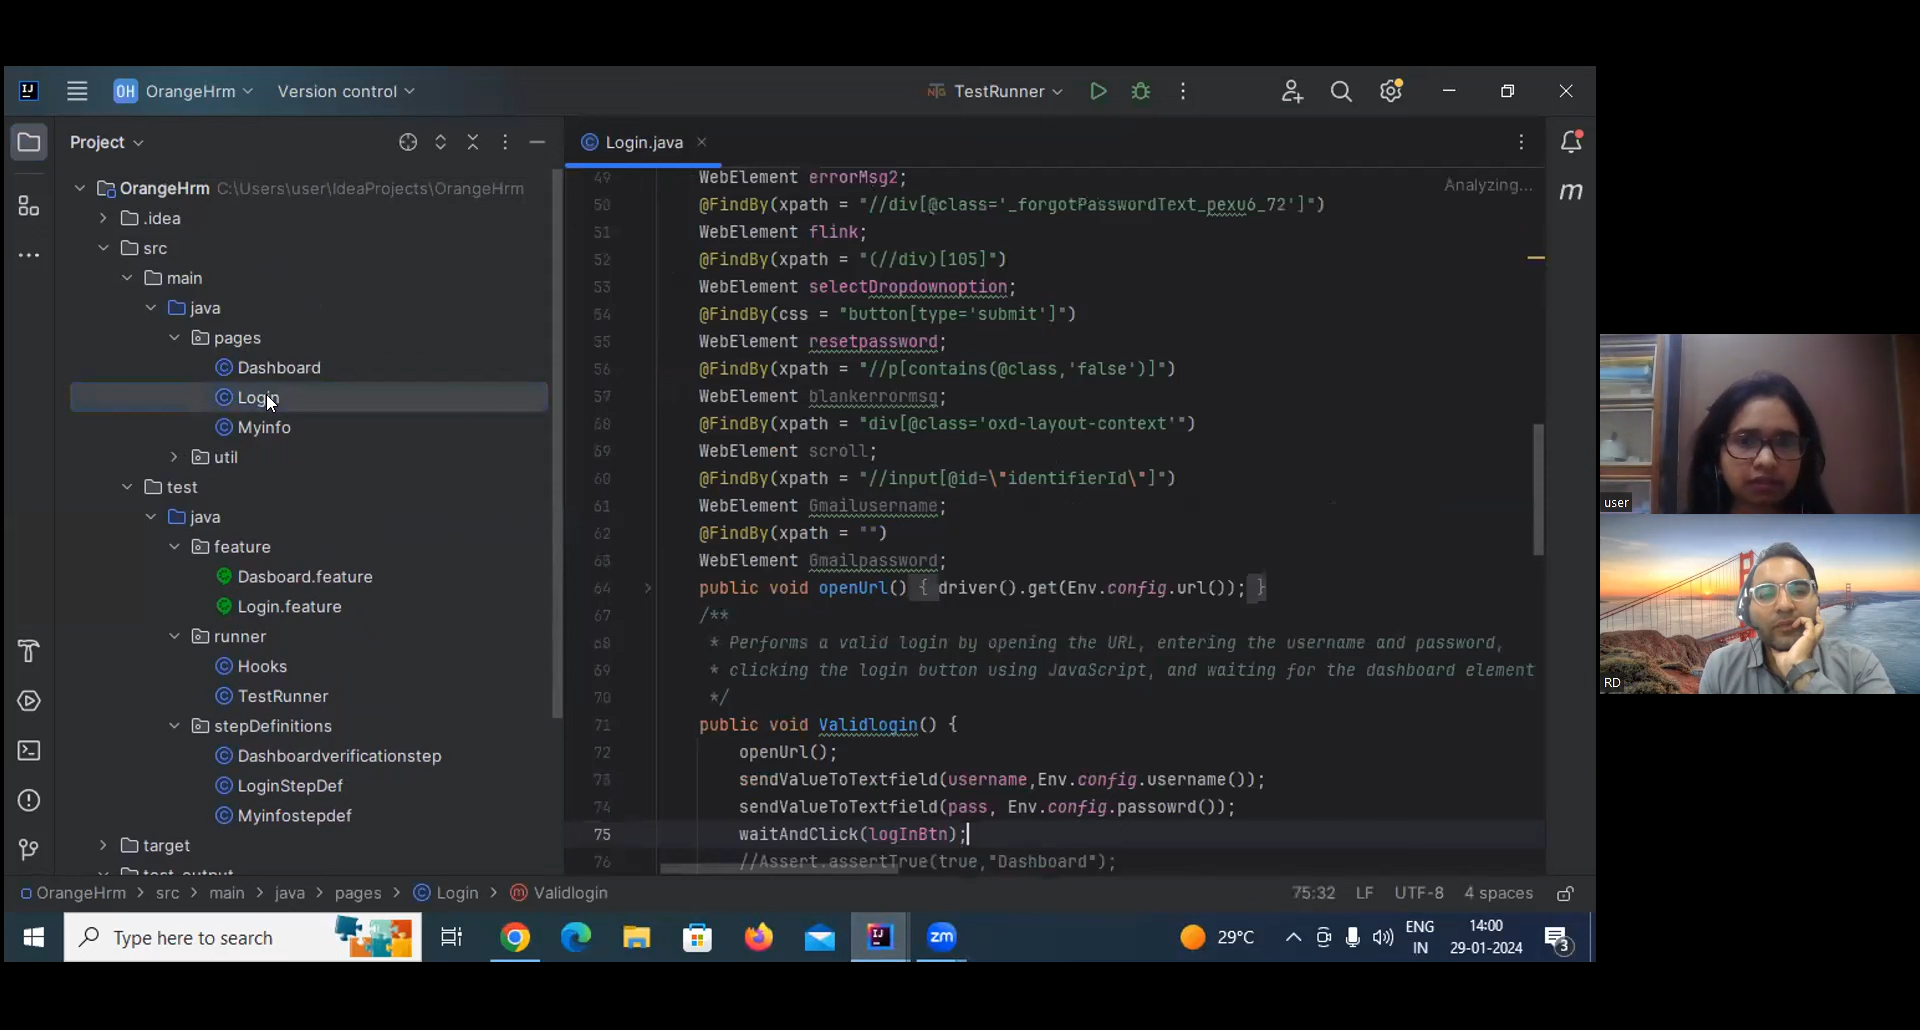 OH OrangeHrm Version control TestRunner
Project
Login.java
OrangeHrm C:\Users\user\IdeaProjects\OrangeHrm
.idea
src
main
java
pages
Dashboard
Login
Myinfo
util
test
java
feature
Dasboard.feature
Login.feature
runner
Hooks
TestRunner
stepDefinitions
Dashboardverificationstep
LoginStepDef
Myinfostepdef
target
Analyzing...
49 WebElement errorMsg2;
50 @FindBy(xpath = "//div[@class='_forgotPasswordText_pexu6_72']")
51 WebElement flink;
52 @FindBy(xpath = "(//div)[105]")
53 WebElement selectDropdownoption;
54 @FindBy(css = "button[type='submit']")
55 WebElement resetpassword;
56 @FindBy(xpath = "//p[contains(@class,'false')]")
57 WebElement blankerrormsg;
58 @FindBy(xpath = "div[@class='oxd-layout-context'")
59 WebElement scroll;
60 @FindBy(xpath = "//input[@id=\"identifierId\"]")
61 WebElement Gmailusername;
62 @FindBy(xpath = "")
63 WebElement Gmailpassword;
64 public void openUrl() { driver().get(Env.config.url()); }
67 /**
68 * Performs a valid login by opening the URL, entering the username and password,
69 * clicking the login button using JavaScript, and waiting for the dashboard element
70 */
71 public void Validlogin() {
72 openUrl();
73 sendValueToTextfield(username,Env.config.username());
74 sendValueToTextfield(pass, Env.config.passowrd());
75 waitAndClick(logInBtn);
76 //Assert.assertTrue(true,"Dashboard");
OrangeHrm > src > main > java > pages > Login > Validlogin
75:32 LF UTF-8 4 spaces
Type here to search
zm
29°C
ENG
IN
14:00
29-01-2024
3
user
RD